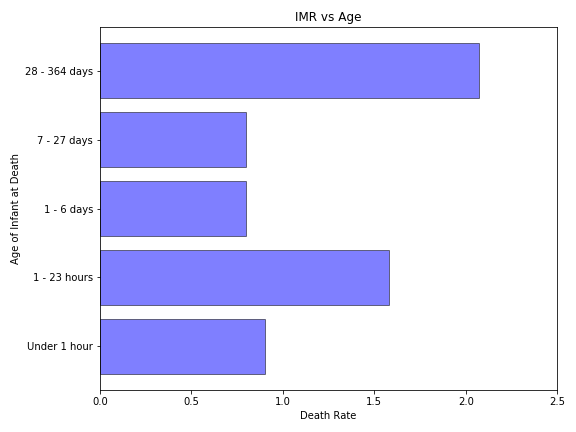 IMR vs Age
Age of Infant at Death
28 - 364 days
7 - 27 days
1 - 6 days
1 - 23 hours
Under 1 hour
0.0 0.5 1.0 1.5 2.0 2.5
Death Rate